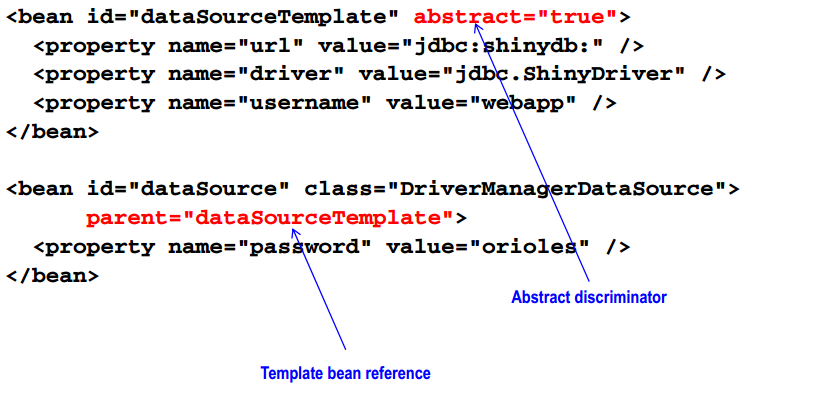 <bean id="dataSourceTemplate" abstract="true">
<property name="url" value="jdbc:shinydb:" />
<property name="driver" value="jdbc.ShinyDriver" />
<property name="username" value="webapp" />
</bean>
<bean id="dataSource" class="DriverManagerDataSource">
parent="dataSourceTemplate">
<property name="password" value="orioles" />
</bean>
Abstract discriminator
Template bean reference